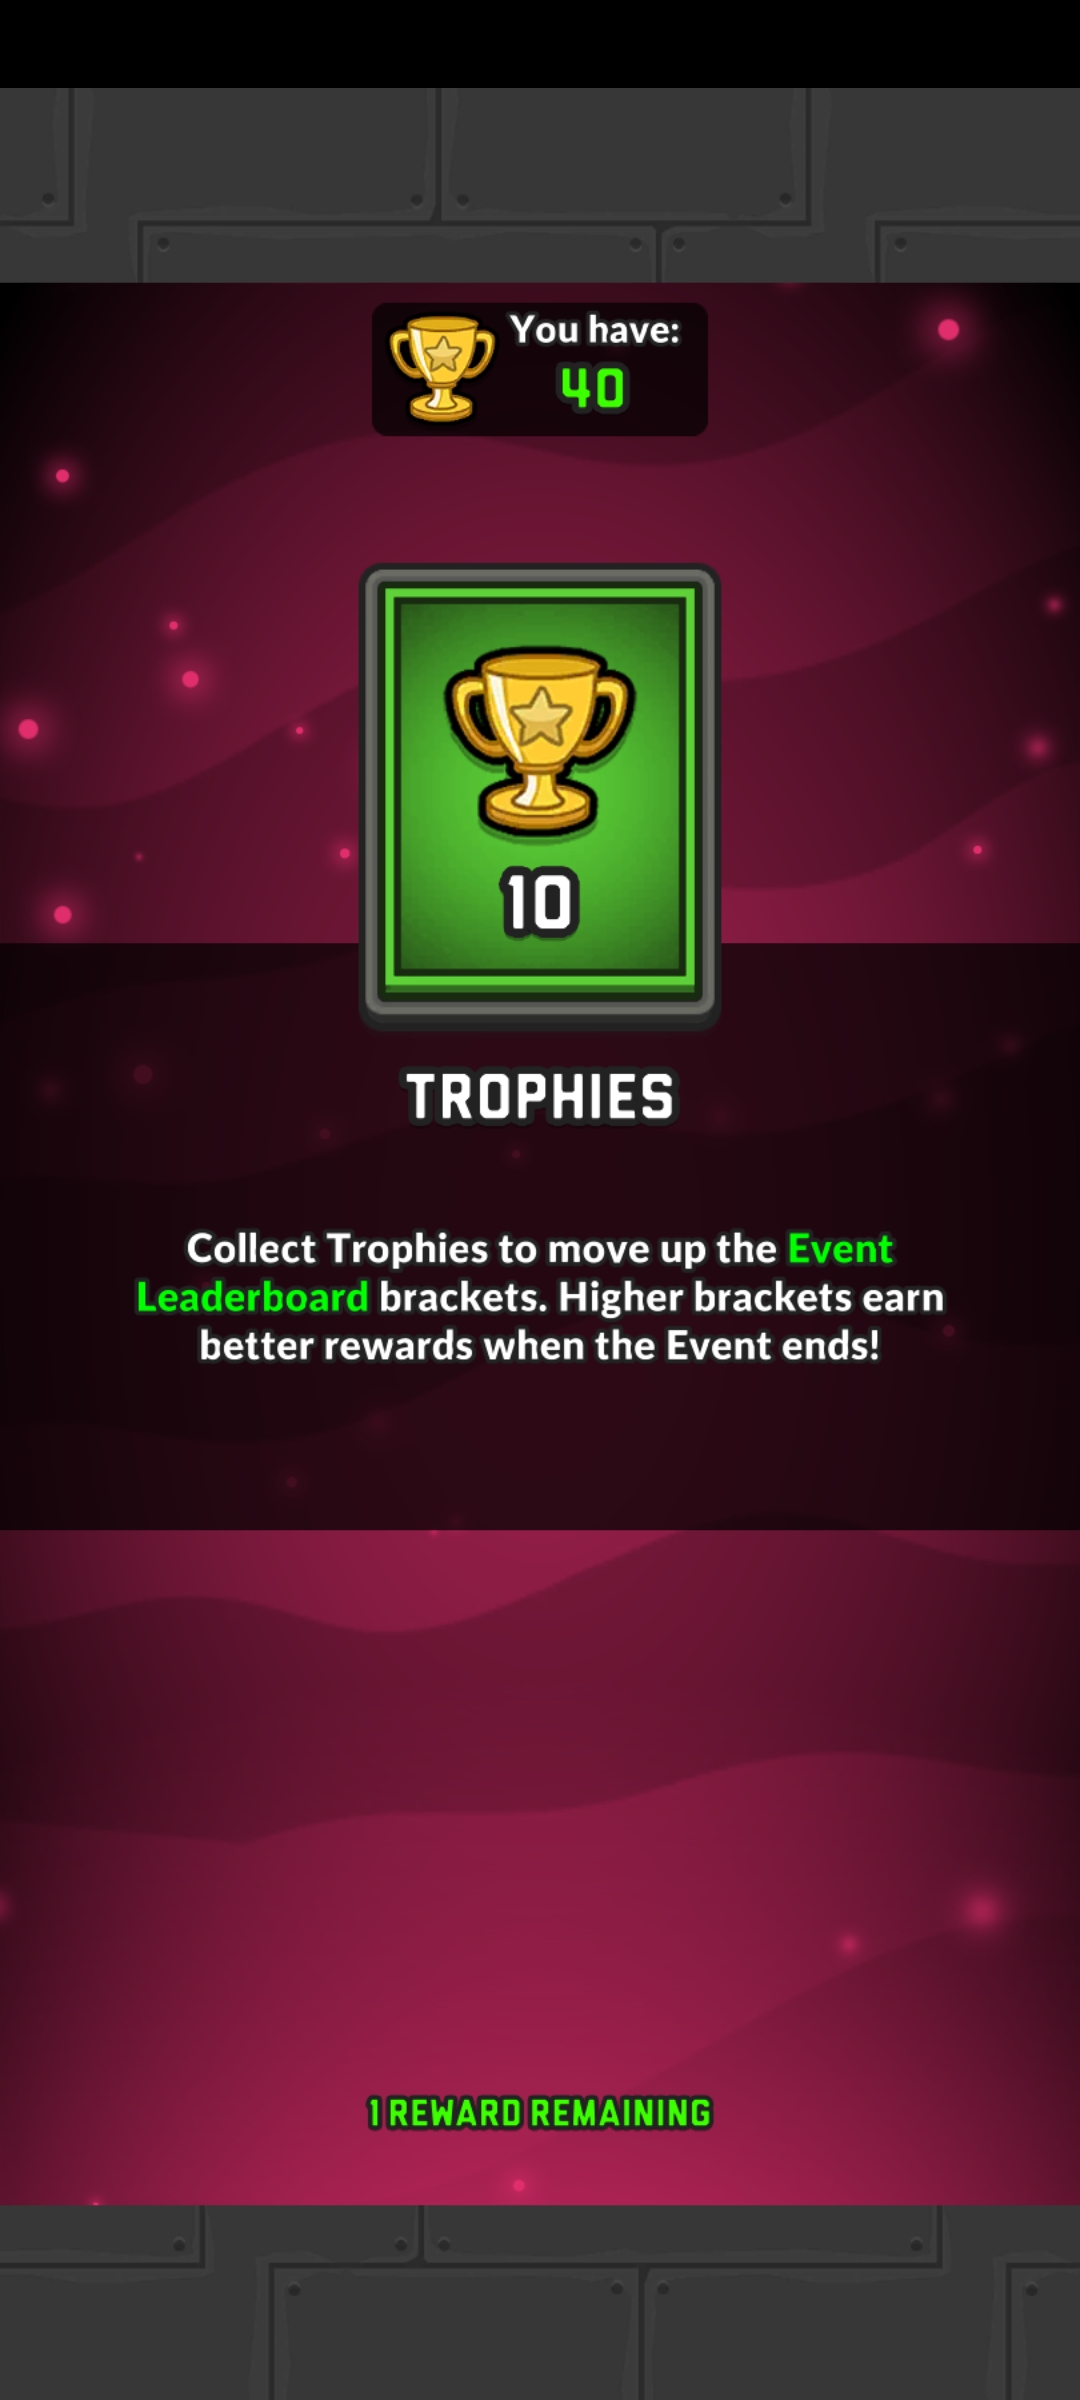 You have:
40
10
TROPHIES
Collect Trophies to move up the Event
Leaderboard brackets. Higher brackets earn
better rewards when the Event ends!
1 REWARD REMAINING